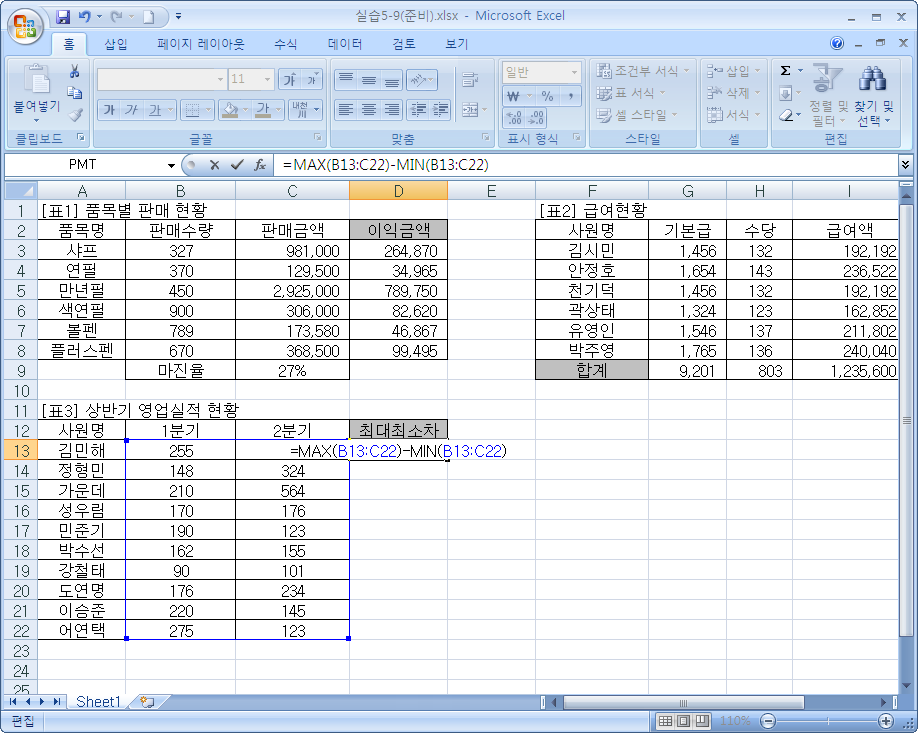 실습5-9(준비).xlsx - Microsoft Excel
홈 삽입 페이지 레이아웃 수식 데이터 검토 보기
붙여넣기 11 가 가 가 가 가 가 내천 일반 % , 조건부 서식 표 서식 셀 스타일 삽입 삭제 서식 Σ 정렬 및 필터 찾기 및 선택
클립보드 글꼴 맞춤 표시 형식 스타일 셀 편집
PMT fx =MAX(B13:C22)-MIN(B13:C22)
A B C D E F G H I
1 [표1] 품목별 판매 현황 [표2] 급여현황
2 품목명 판매수량 판매금액 이익금액 사원명 기본급 수당 급여액
3 샤프 327 981,000 264,870 김시민 1,456 132 192,192
4 연필 370 129,500 34,965 안정호 1,654 143 236,522
5 만년필 450 2,925,000 789,750 천기덕 1,456 132 192,192
6 색연필 900 306,000 82,620 곽상태 1,324 123 162,852
7 볼펜 789 173,580 46,867 유영인 1,546 137 211,802
8 플러스펜 670 368,500 99,495 박주영 1,765 136 240,040
9 마진율 27% 합계 9,201 803 1,235,600
10
11 [표3] 상반기 영업실적 현황
12 사원명 1분기 2분기 최대최소차
13 김민해 255 =MAX(B13:C22)-MIN(B13:C22)
14 정형민 148 324
15 가운데 210 564
16 성우림 170 176
17 민준기 190 123
18 박수선 162 155
19 강철태 90 101
20 도연명 176 234
21 이승준 220 145
22 어연택 275 123
23
24
25
Sheet1
편집 110%